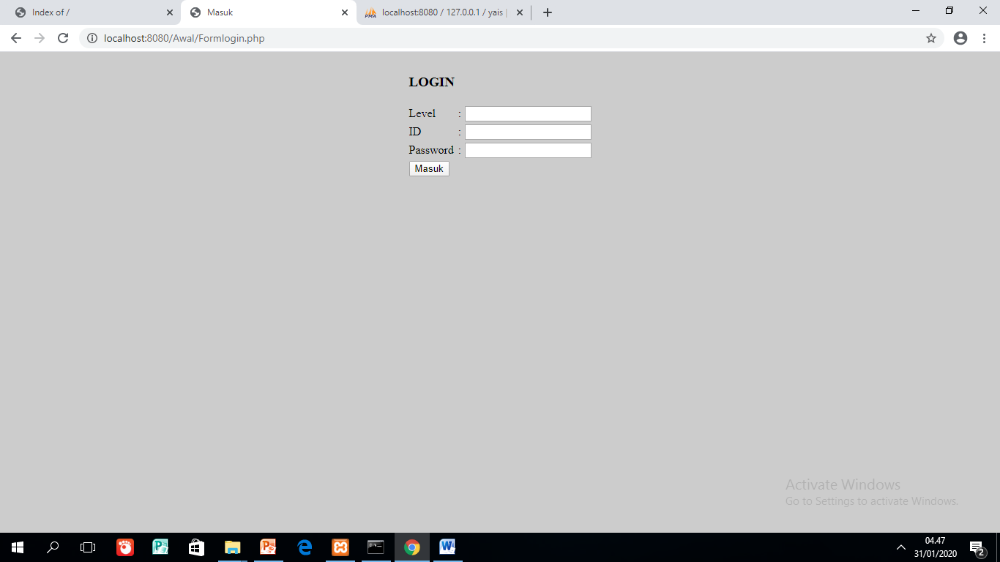 Index of /
Masuk
localhost:8080 / 127.0.0.1 / yais |
localhost:8080/Awal/Formlogin.php
LOGIN
Level :
ID :
Password :
Masuk
Activate Windows
Go to Settings to activate Windows.
04.47
31/01/2020
2